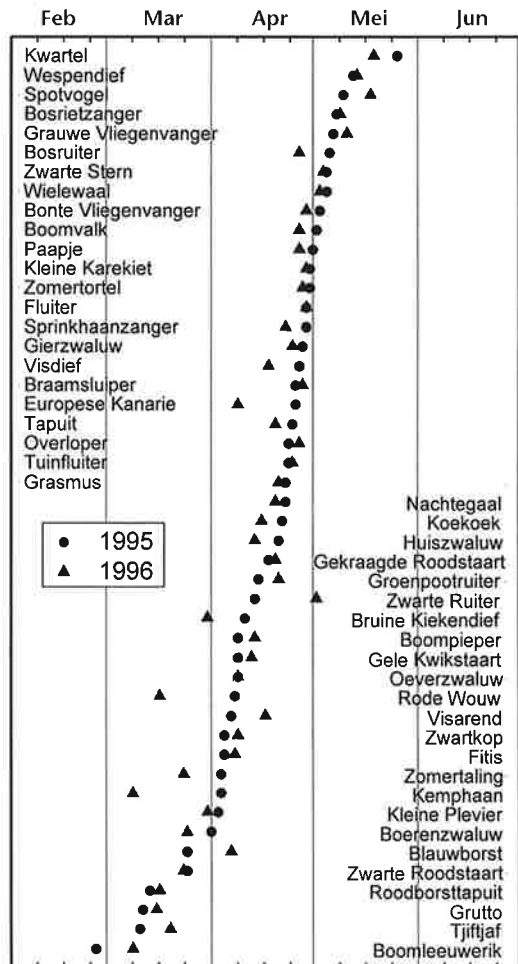 Feb Mar Apr Mei Jun
Kwartel
Wespendief
Spotvogel
Bosrietzanger
Grauwe Vliegenvanger
Bosruiter
Zwarte Stern
Wielewaal
Bonte Vliegenvanger
Boomvalk
Paapje
Kleine Karekiet
Zomertortel
Fluiter
Sprinkhaanzanger
Gierzwaluw
Visdief
Braamsluiper
Europese Kanarie
Tapuit
Overloper
Tuinfluiter
Grasmus
1995
1996
Nachtegaal
Koekoek
Huiszwaluw
Gekraagde Roodstaart
Groenpootruiter
Zwarte Ruiter
Bruine Kiekendief
Boompieper
Gele Kwikstaart
Oeverzwaluw
Rode Wouw
Visarend
Zwartkop
Fitis
Zomertaling
Kemphaan
Kleine Plevier
Boerenzwaluw
Blauwborst
Zwarte Roodstaart
Roodborsttapuit
Grutto
Tjiftjaf
Boomleeuwerik